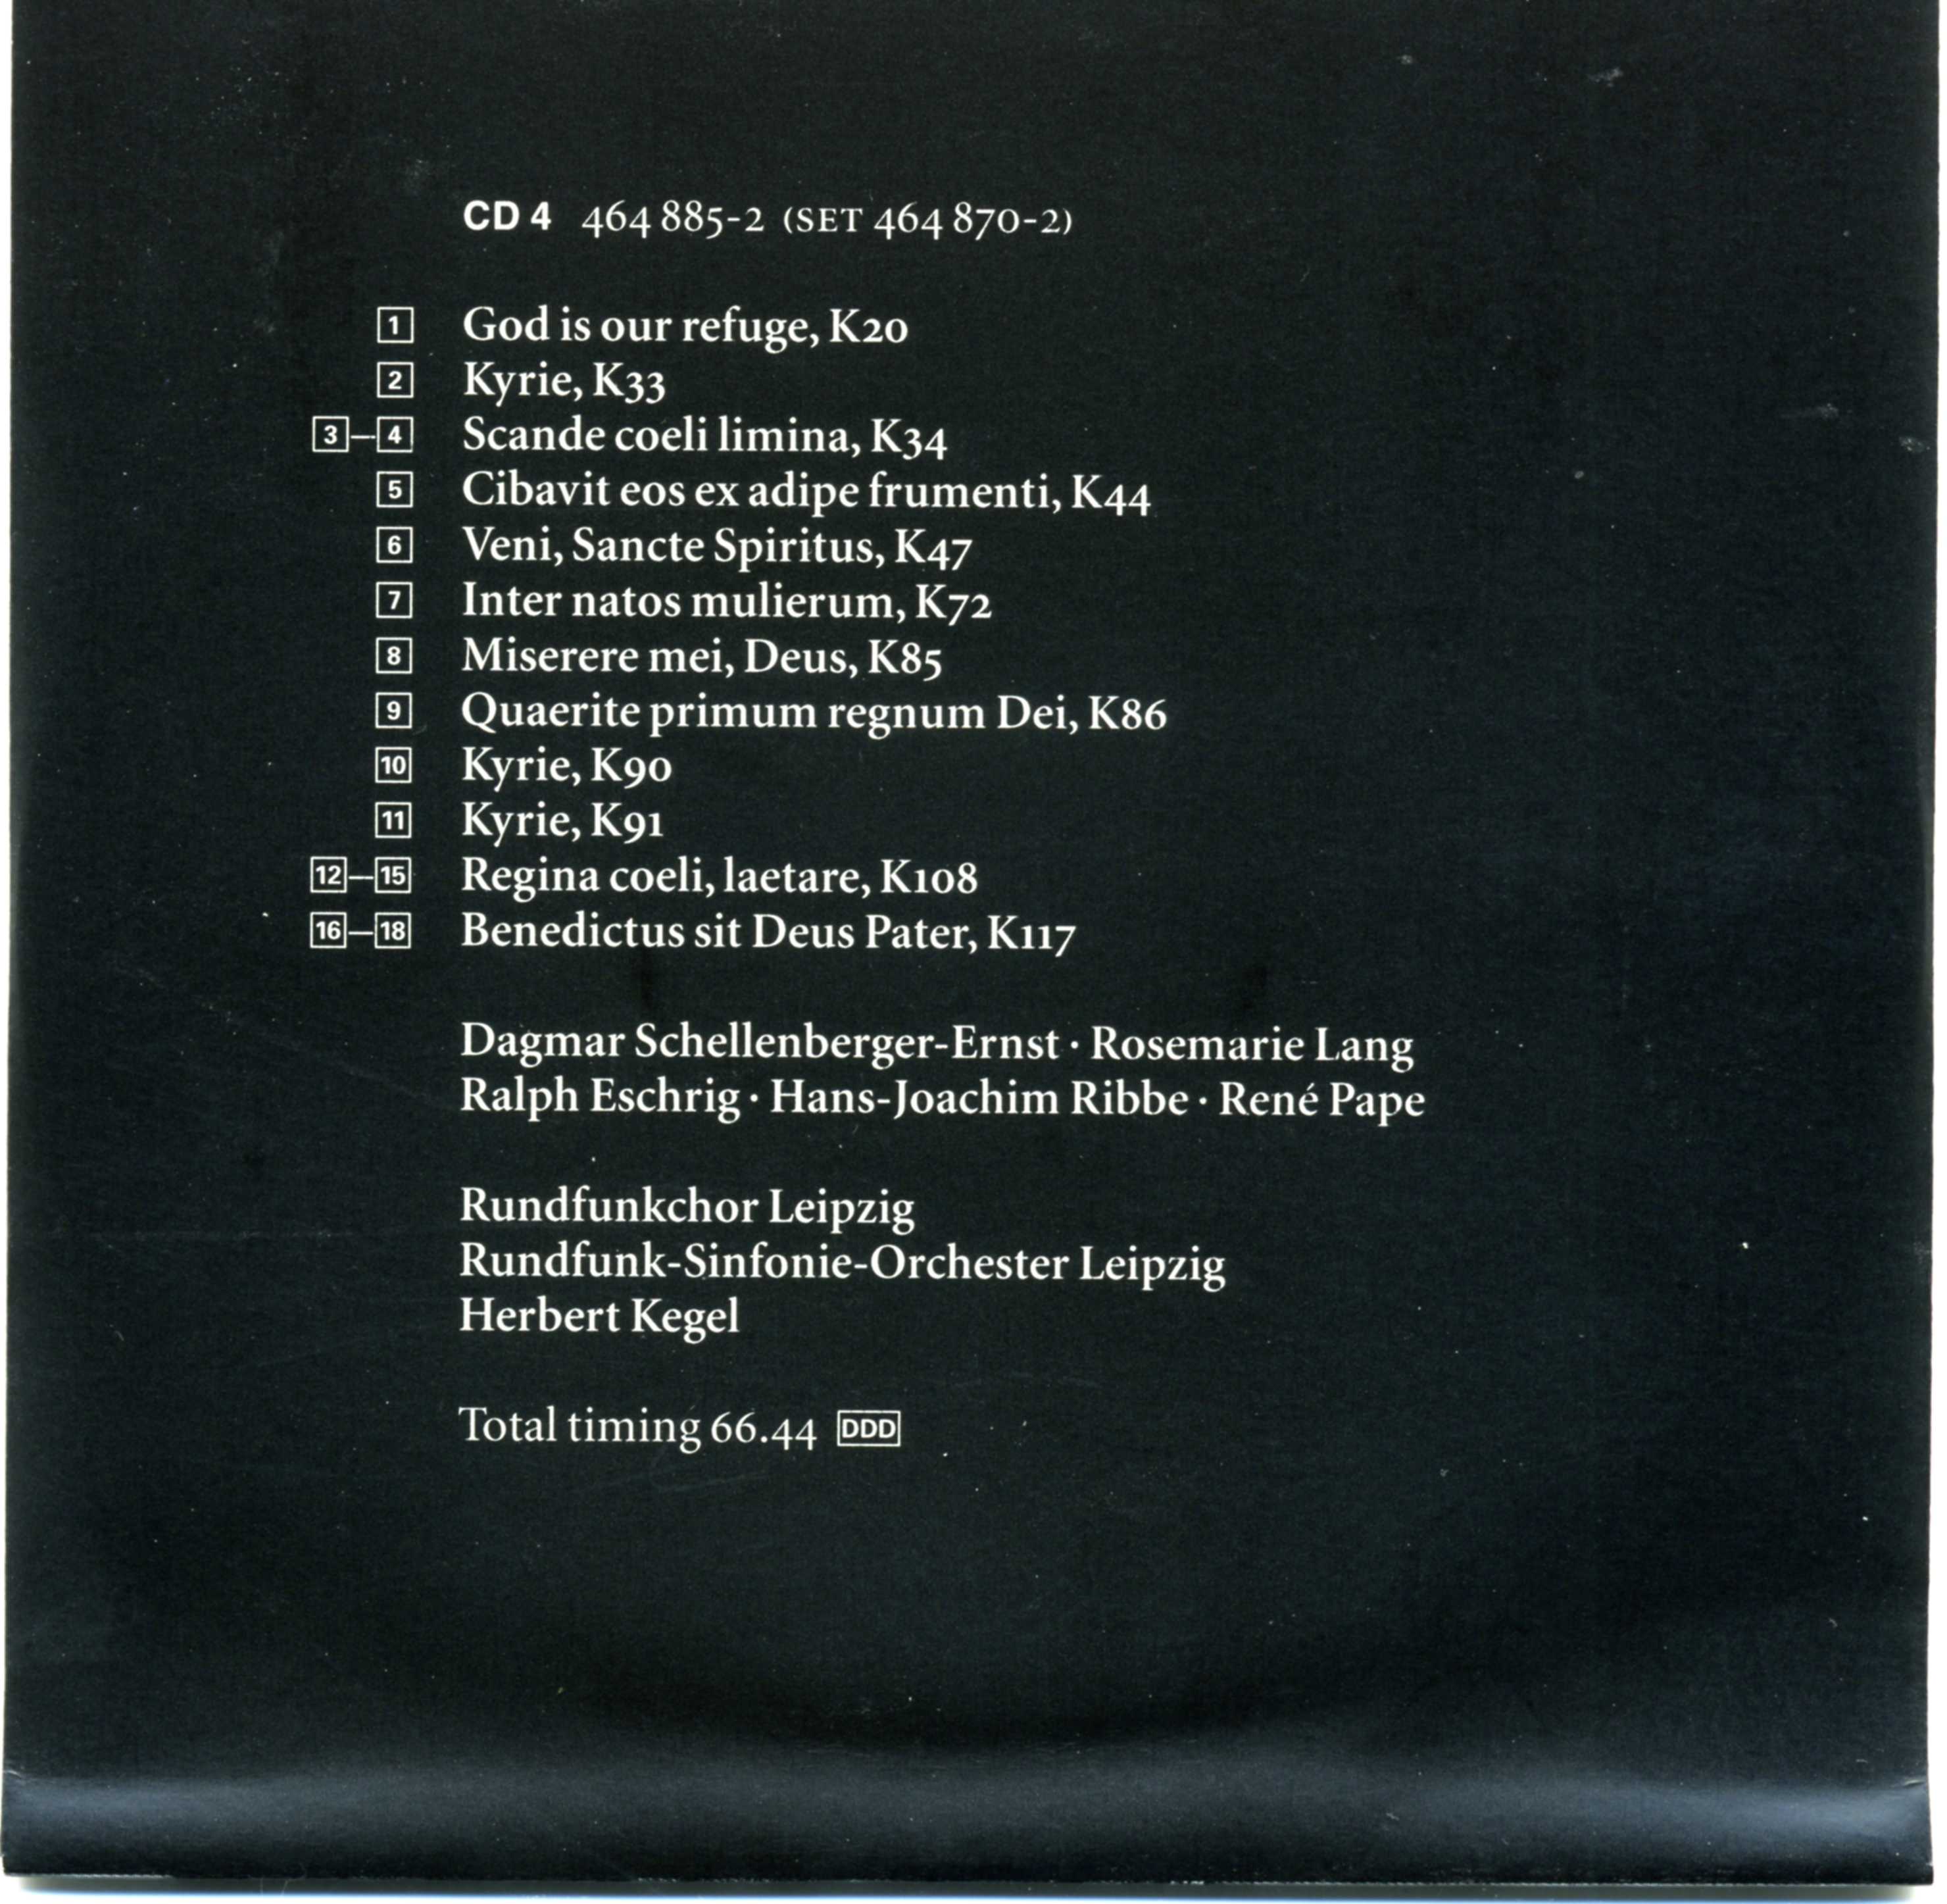 CD 4 464 885-2 (SET 464 870-2)
1 God is our refuge, K20
2 Kyrie, K33
3–4 Scande coeli limina, K34
5 Cibavit eos ex adipe frumenti, K44
6 Veni, Sancte Spiritus, K47
7 Inter natos mulierum, K72
8 Miserere mei, Deus, K85
9 Quaerite primum regnum Dei, K86
10 Kyrie, K90
11 Kyrie, K91
12–15 Regina coeli, laetare, K108
16–18 Benedictus sit Deus Pater, K117
Dagmar Schellenberger-Ernst · Rosemarie Lang
Ralph Eschrig · Hans-Joachim Ribbe · René Pape
Rundfunkchor Leipzig
Rundfunk-Sinfonie-Orchester Leipzig
Herbert Kegel
Total timing 66.44 DDD